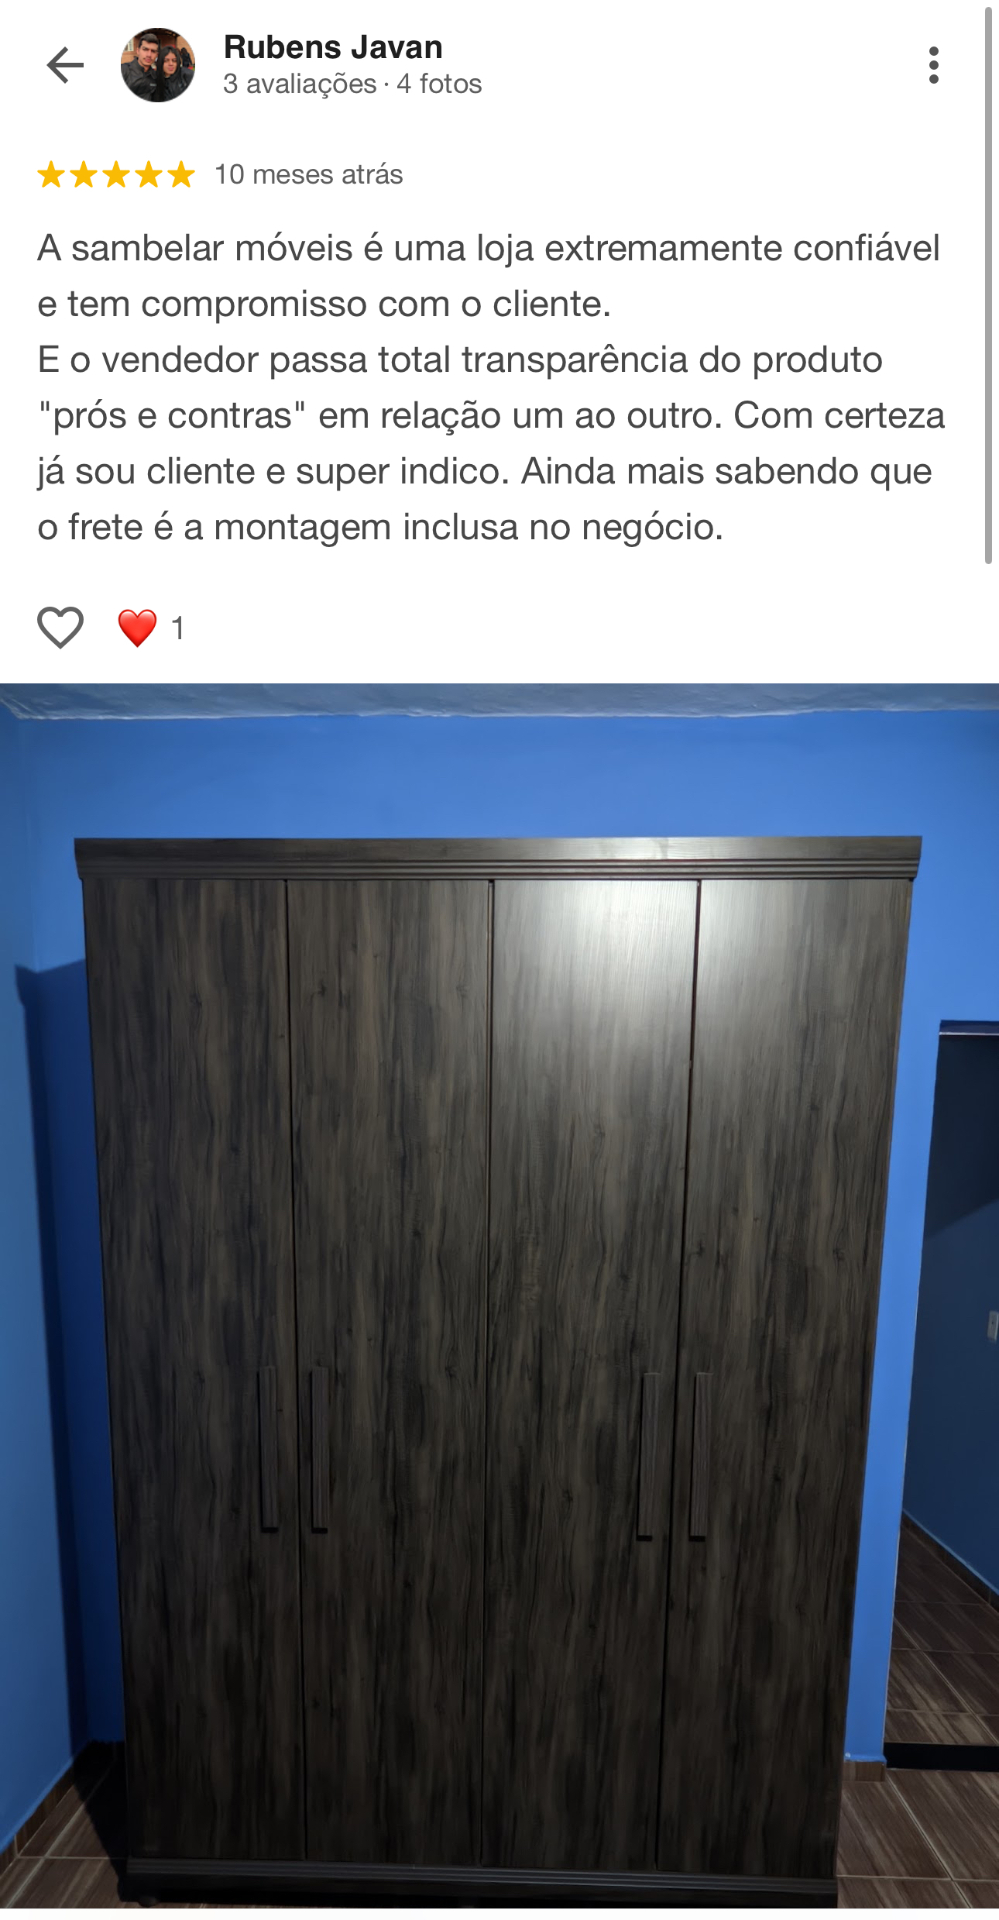 Rubens Javan
3 avaliações · 4 fotos
10 meses atrás
A sambelar móveis é uma loja extremamente confiável
e tem compromisso com o cliente.
E o vendedor passa total transparência do produto
"prós e contras" em relação um ao outro. Com certeza
já sou cliente e super indico. Ainda mais sabendo que
o frete é a montagem inclusa no negócio.
1